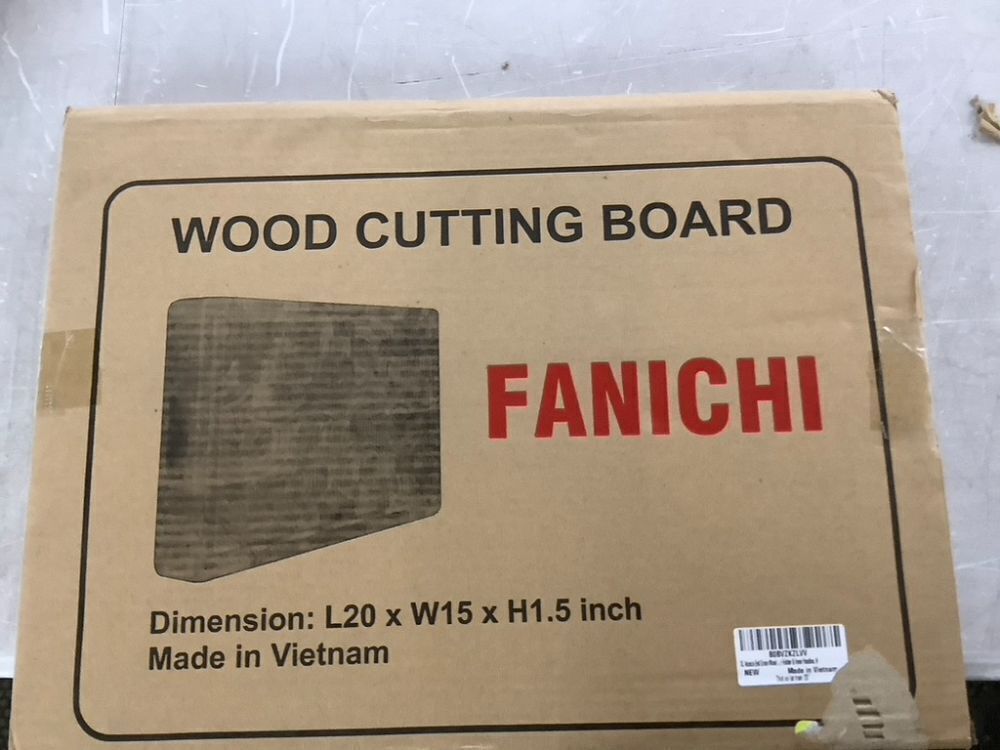 WOOD CUTTING BOARD
FANICHI
Dimension: L20 x W15 x H1.5 inch
Made in Vietnam
NEW
Made in Vietnam